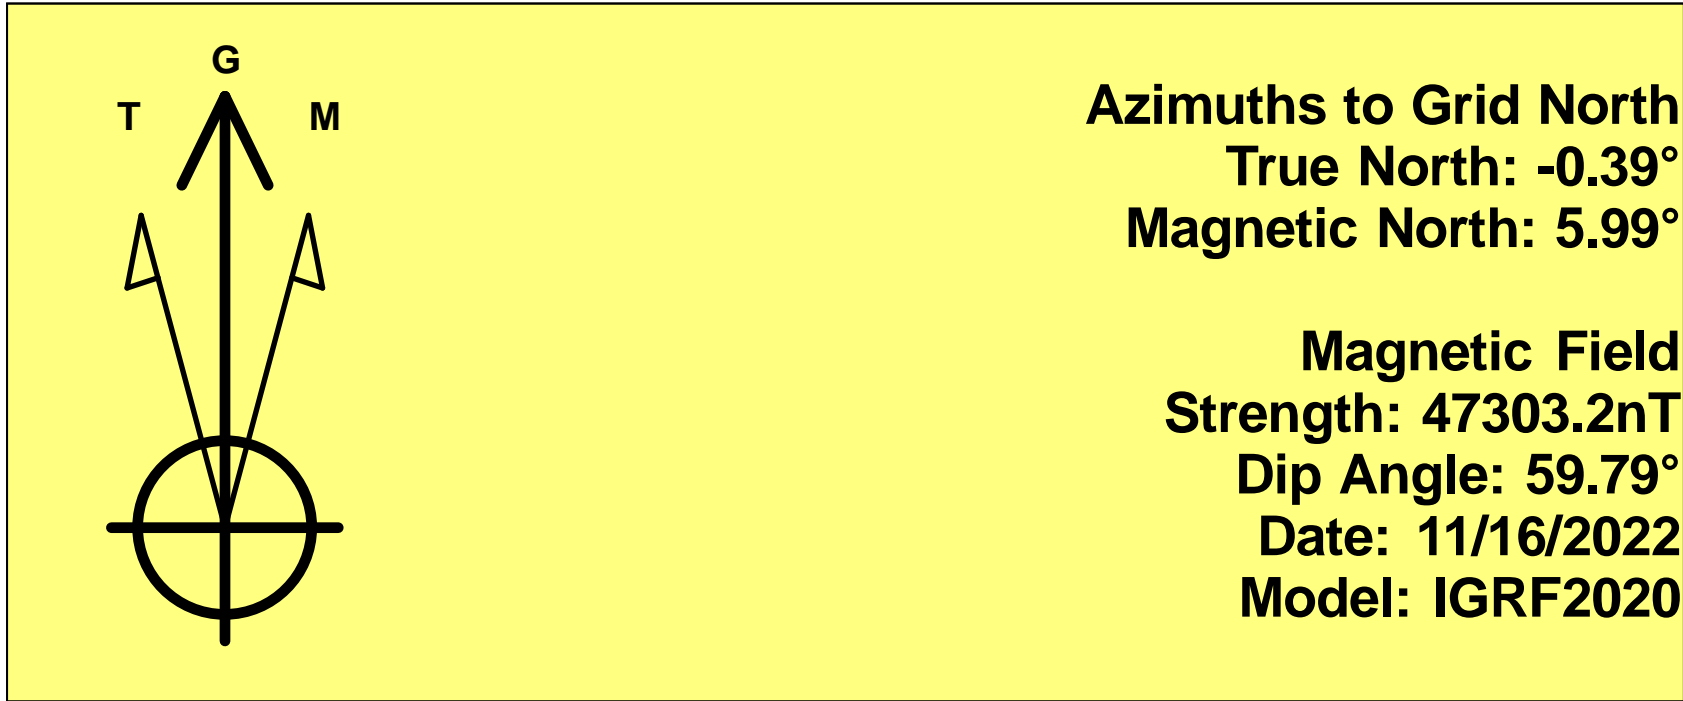 G
T M
Azimuths to Grid North
True North: -0.39°
Magnetic North: 5.99°
Magnetic Field
Strength: 47303.2nT
Dip Angle: 59.79°
Date: 11/16/2022
Model: IGRF2020